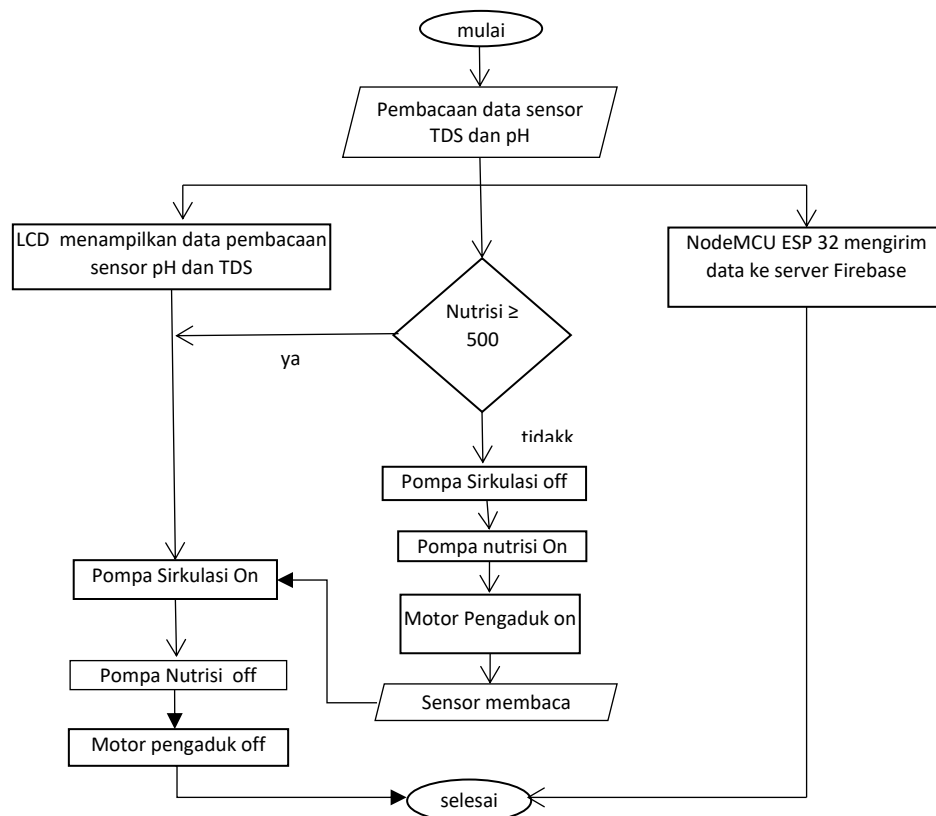 mulai
Pembacaan data sensor
TDS dan pH
LCD menampilkan data pembacaan
sensor pH dan TDS
NodeMCU ESP 32 mengirim
data ke server Firebase
Nutrisi ≥
500
ya
tidakk
Pompa Sirkulasi off
Pompa nutrisi On
Motor Pengaduk on
Sensor membaca
Pompa Sirkulasi On
Pompa Nutrisi off
Motor pengaduk off
selesai